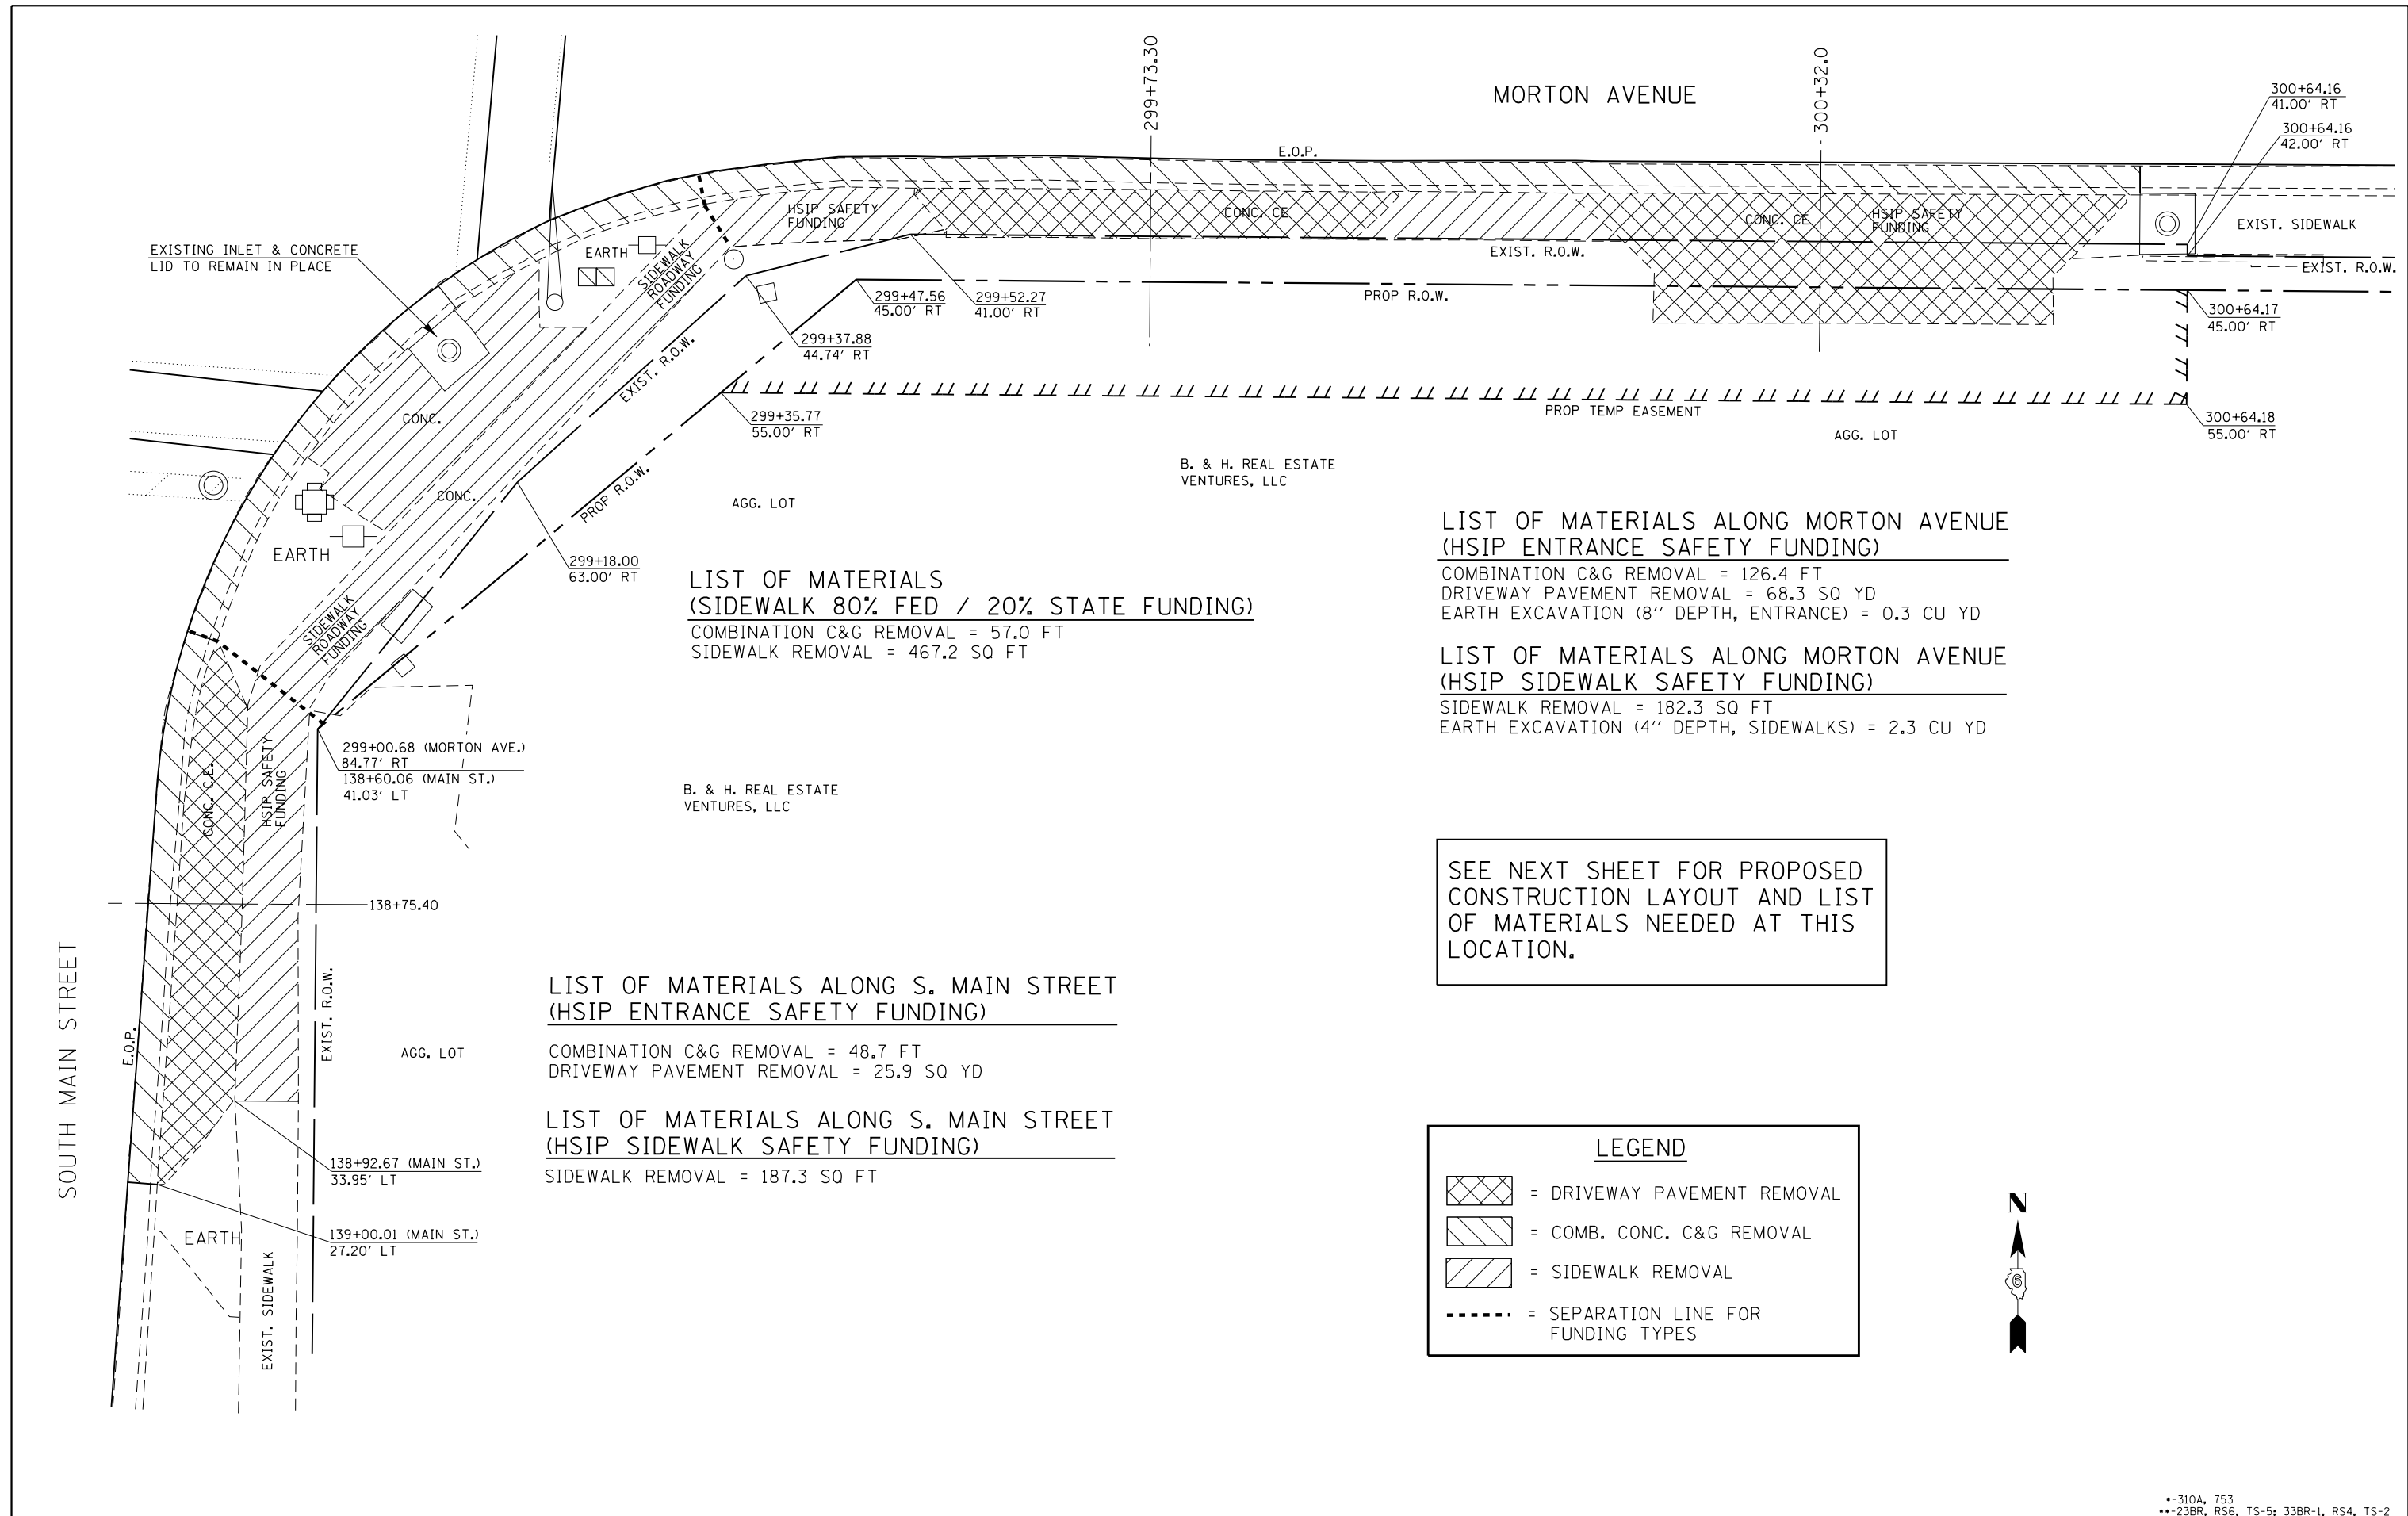 MORTON AVENUE
299+73.30
300+32.0
300+64.16
41.00' RT
300+64.16
42.00' RT
E.O.P.
HSIP SAFETY
FUNDING
CONC. CE
CONC. CE
HSIP SAFETY
FUNDING
EXIST. SIDEWALK
EXISTING INLET & CONCRETE
LID TO REMAIN IN PLACE
EARTH
SIDEWALK
ROADWAY
FUNDING
EXIST. R.O.W.
EXIST. R.O.W.
PROP R.O.W.
299+47.56
45.00' RT
299+52.27
41.00' RT
300+64.17
45.00' RT
299+37.88
44.74' RT
EXIST. R.O.W.
CONC.
299+35.77
55.00' RT
PROP TEMP EASEMENT
300+64.18
55.00' RT
AGG. LOT
B. & H. REAL ESTATE
VENTURES, LLC
CONC.
PROP R.O.W.
AGG. LOT
EARTH
299+18.00
63.00' RT
LIST OF MATERIALS
(SIDEWALK 80% FED / 20% STATE FUNDING)
COMBINATION C&G REMOVAL = 57.0 FT
SIDEWALK REMOVAL = 467.2 SQ FT
LIST OF MATERIALS ALONG MORTON AVENUE
(HSIP ENTRANCE SAFETY FUNDING)
COMBINATION C&G REMOVAL = 126.4 FT
DRIVEWAY PAVEMENT REMOVAL = 68.3 SQ YD
EARTH EXCAVATION (8'' DEPTH, ENTRANCE) = 0.3 CU YD
LIST OF MATERIALS ALONG MORTON AVENUE
(HSIP SIDEWALK SAFETY FUNDING)
SIDEWALK REMOVAL = 182.3 SQ FT
EARTH EXCAVATION (4'' DEPTH, SIDEWALKS) = 2.3 CU YD
SIDEWALK
ROADWAY
FUNDING
299+00.68 (MORTON AVE.)
84.77' RT
138+60.06 (MAIN ST.)
41.03' LT
CONC. C.E.
HSIP SAFETY
FUNDING
B. & H. REAL ESTATE
VENTURES, LLC
138+75.40
SEE NEXT SHEET FOR PROPOSED
CONSTRUCTION LAYOUT AND LIST
OF MATERIALS NEEDED AT THIS
LOCATION.
SOUTH MAIN STREET
E.O.P.
EXIST. R.O.W.
AGG. LOT
LIST OF MATERIALS ALONG S. MAIN STREET
(HSIP ENTRANCE SAFETY FUNDING)
COMBINATION C&G REMOVAL = 48.7 FT
DRIVEWAY PAVEMENT REMOVAL = 25.9 SQ YD
LIST OF MATERIALS ALONG S. MAIN STREET
(HSIP SIDEWALK SAFETY FUNDING)
SIDEWALK REMOVAL = 187.3 SQ FT
138+92.67 (MAIN ST.)
33.95' LT
139+00.01 (MAIN ST.)
27.20' LT
EARTH
EXIST. SIDEWALK
LEGEND
= DRIVEWAY PAVEMENT REMOVAL
= COMB. CONC. C&G REMOVAL
= SIDEWALK REMOVAL
= SEPARATION LINE FOR
FUNDING TYPES
N
6
•-310A, 753
••-23BR, RS6, TS-5; 33BR-1, RS4, TS-2